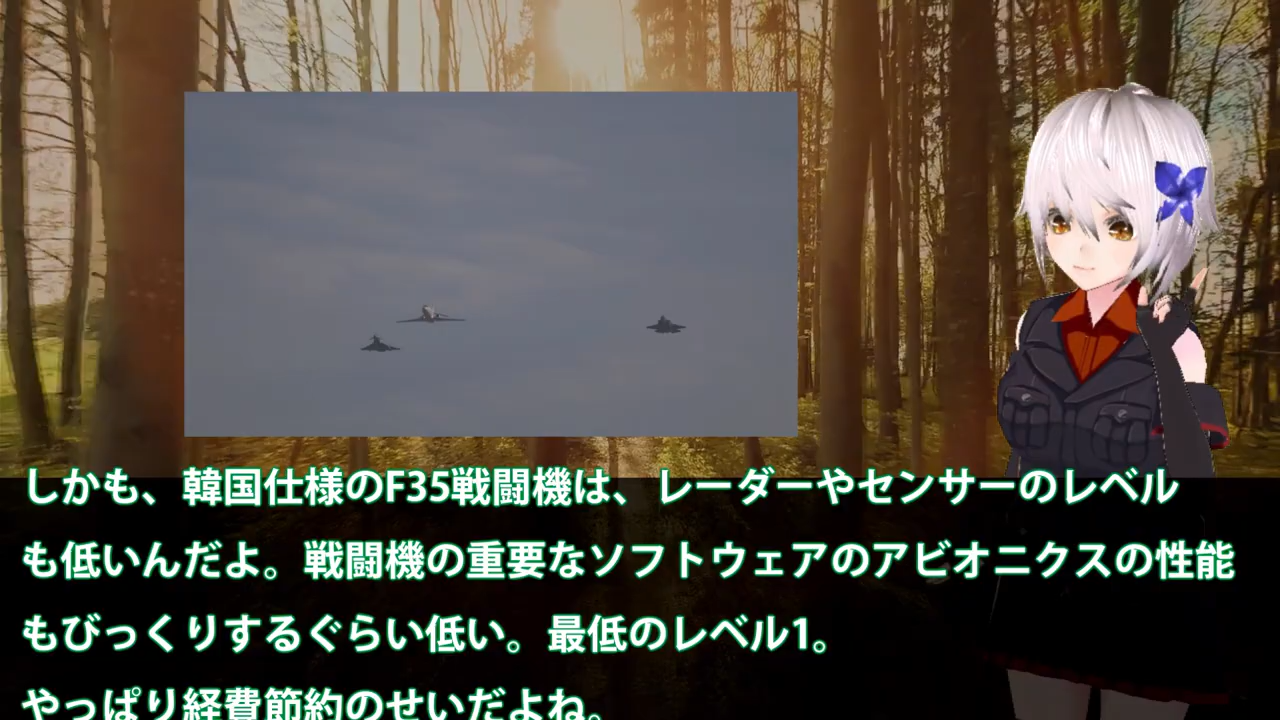 しかも、韓国仕様のF35戦闘機は、レーダーやセンサーのレベル
も低いんだよ。戦闘機の重要なソフトウェアのアビオニクスの性能
もびっくりするぐらい低い。最低のレベル1。
やっぱり経費節約のせいだよね。